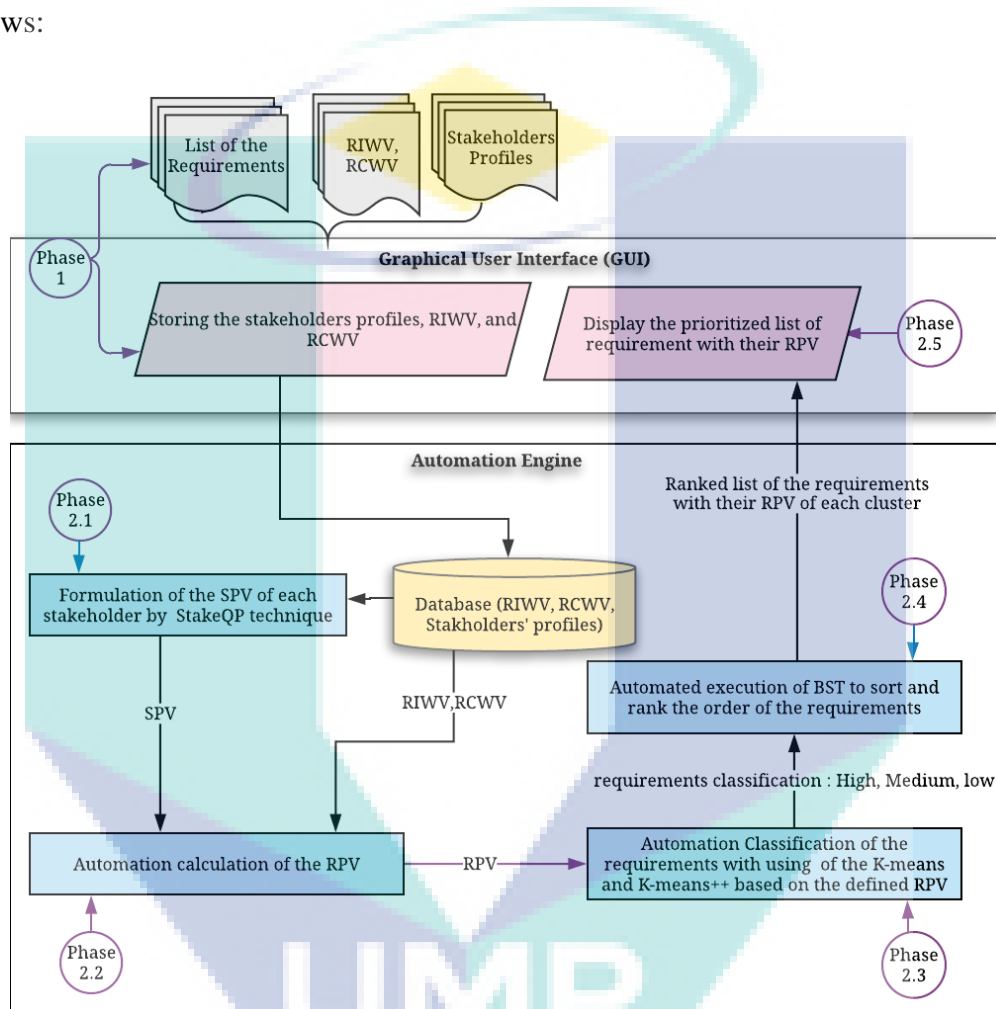 ws:
List of the
Requirements
RIWV,
RCWV
Stakeholders
Profiles
Phase
1
Graphical User Interface (GUI)
Storing the stakeholders profiles, RIWV, and
RCWV
Display the prioritized list of
requirement with their RPV
Phase
2.5
Automation Engine
Ranked list of the requirements
with their RPV of each cluster
Phase
2.1
Formulation of the SPV of each
stakeholder by StakeQP technique
Database (RIWV, RCWV,
Stakholders' profiles)
Phase
2.4
Automated execution of BST to sort and
rank the order of the requirements
SPV
RIWV,RCWV
requirements classification : High, Medium, low
Automation calculation of the RPV
RPV
Automation Classification of the
requirements with using of the K-means
and K-means++ based on the defined RPV
Phase
2.2
Phase
2.3
UMP